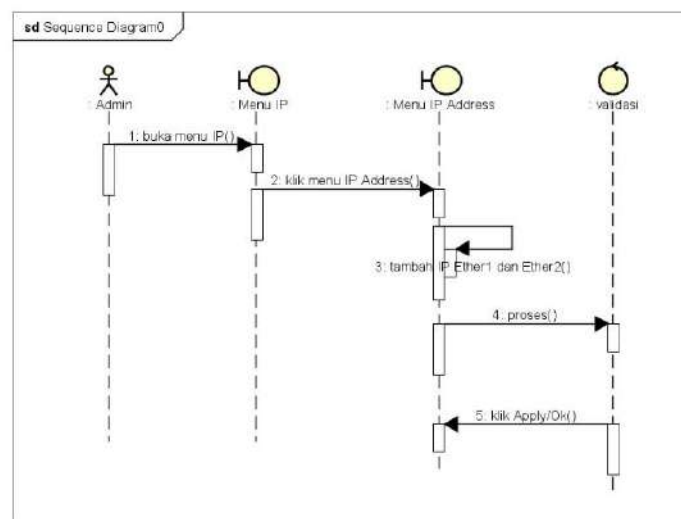 sd Sequence Diagram0
: Admin
: Menu IP
: Menu IP Address
: validasi
1: buka menu IP()
2: klik menu IP Address()
3: tambah IP Ether1 dan Ether2()
4: proses()
5: klik Apply/Ok()